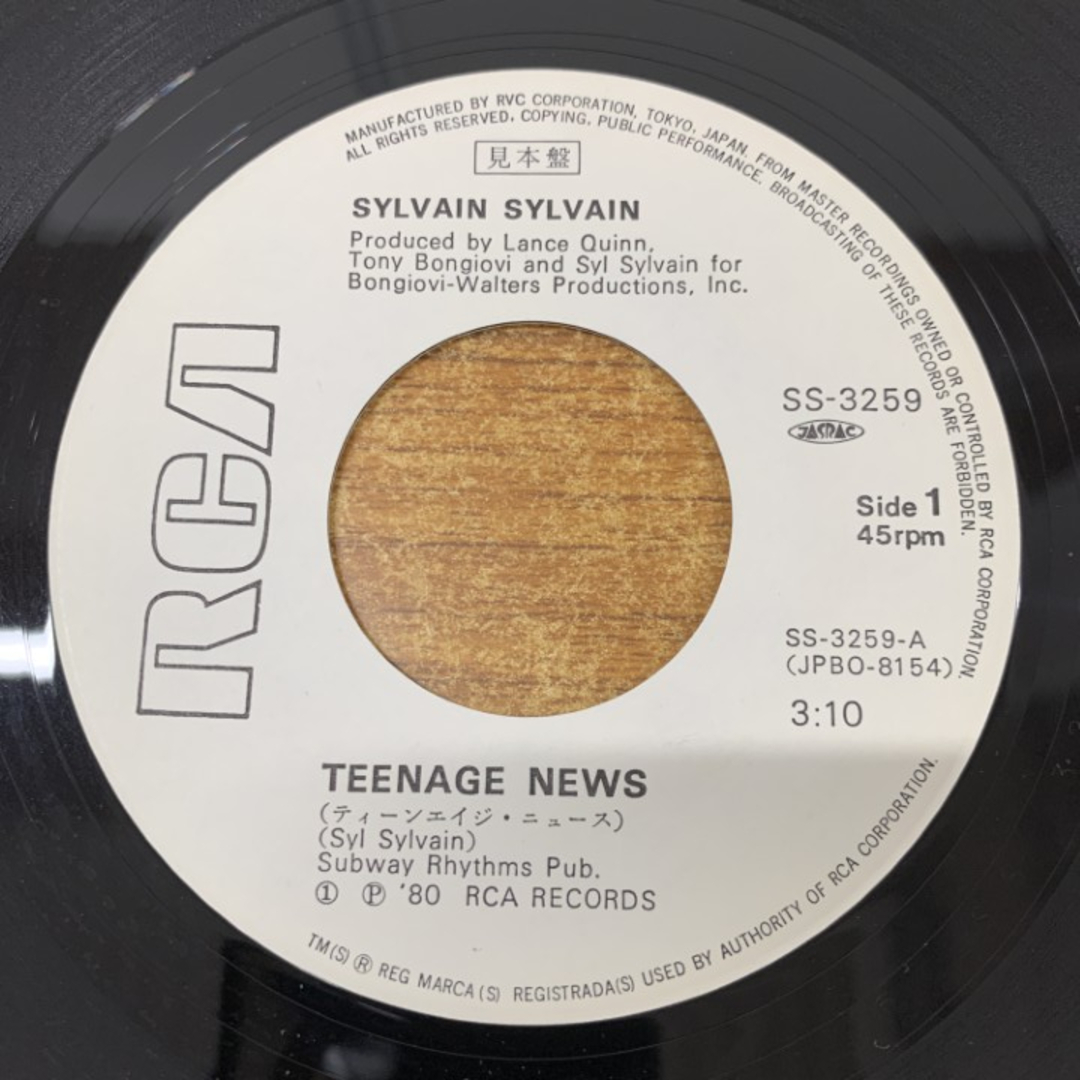 MANUFACTURED BY RVC CORPORATION, TOKYO, JAPAN. FROM MASTER RECORDINGS OWNED OR CONTROLLED BY RCA CORPORATION.
ALL RIGHTS RESERVED. COPYING, PUBLIC PERFORMANCE, BROADCASTING OF THESE RECORDS ARE FORBIDDEN.
見本盤
SYLVAIN SYLVAIN
Produced by Lance Quinn,
Tony Bongiovi and Syl Sylvain for
Bongiovi-Walters Productions, Inc.
RCA
SS-3259
JASRAC
Side 1
45rpm
SS-3259-A
(JPBO-8154)
3:10
TEENAGE NEWS
(ティーンエイジ・ニュース)
(Syl Sylvain)
Subway Rhythms Pub.
① Ⓟ '80 RCA RECORDS
TM(S) ® REG MARCA(S) REGISTRADA(S) USED BY AUTHORITY OF RCA CORPORATION.